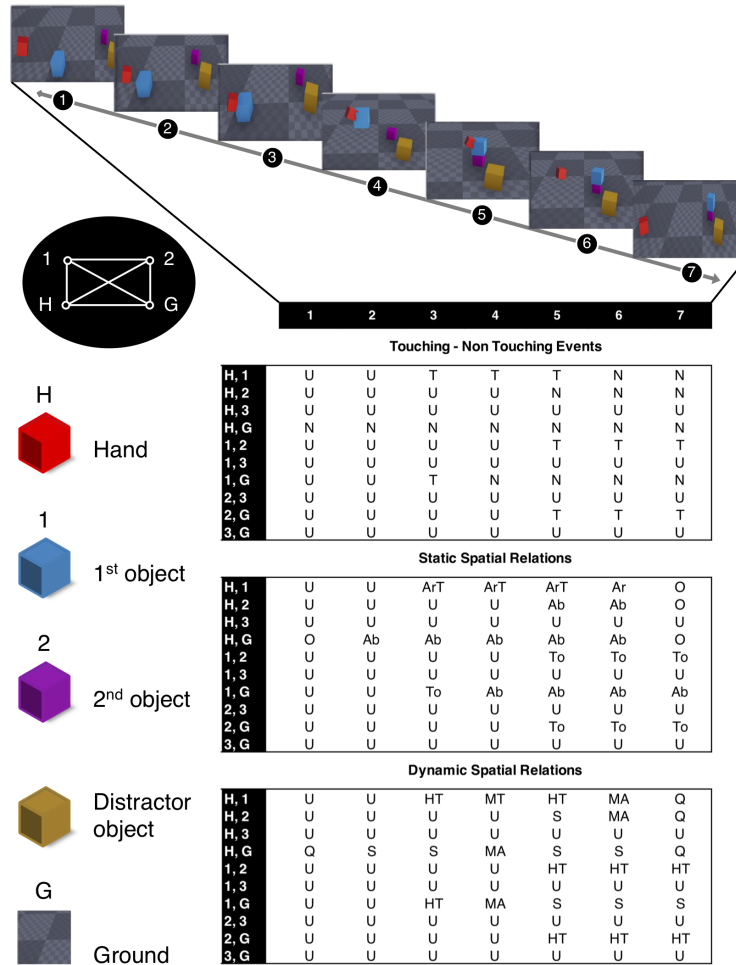 1
2
3
4
5
6
7
1 2
H G
1 2 3 4 5 6 7
Touching - Non Touching Events
H, 1 U U T T T N N
H, 2 U U U U N N N
H, 3 U U U U U U U
H, G N N N N N N N
1, 2 U U U U T T T
1, 3 U U U U U U U
1, G U U T N N N N
2, 3 U U U U U U U
2, G U U U U T T T
3, G U U U U U U U
Static Spatial Relations
H, 1 U U ArT ArT ArT Ar O
H, 2 U U U U Ab Ab O
H, 3 U U U U U U U
H, G O Ab Ab Ab Ab Ab O
1, 2 U U U U To To To
1, 3 U U U U U U U
1, G U U To Ab Ab Ab Ab
2, 3 U U U U U U U
2, G U U U U To To To
3, G U U U U U U U
Dynamic Spatial Relations
H, 1 U U HT MT HT MA Q
H, 2 U U U U S MA Q
H, 3 U U U U U U U
H, G Q S S MA S S Q
1, 2 U U U U HT HT HT
1, 3 U U U U U U U
1, G U U HT MA S S S
2, 3 U U U U U U U
2, G U U U U HT HT HT
3, G U U U U U U U
H
Hand
1
1st object
2
2nd object
Distractor
object
G
Ground